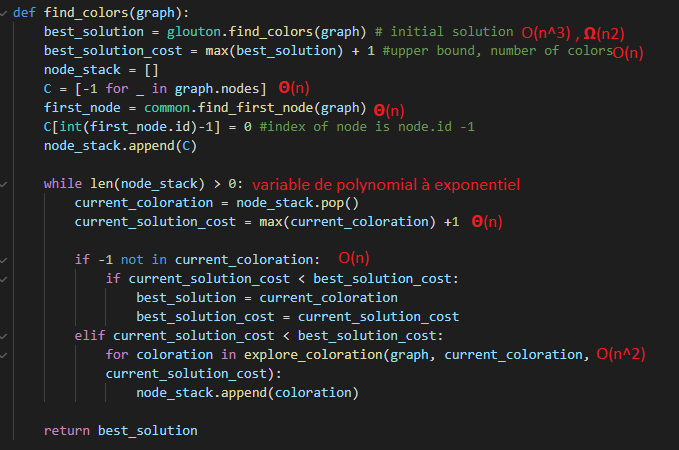 def find_colors(graph):
best_solution = glouton.find_colors(graph) # initial solution O(n^3) , Ω(n2)
best_solution_cost = max(best_solution) + 1 #upper bound, number of colors O(n)
node_stack = []
C = [-1 for _ in graph.nodes] Θ(n)
first_node = common.find_first_node(graph) Θ(n)
C[int(first_node.id)-1] = 0 #index of node is node.id -1
node_stack.append(C)
while len(node_stack) > 0: variable de polynomial à exponentiel
current_coloration = node_stack.pop()
current_solution_cost = max(current_coloration) +1 Θ(n)
if -1 not in current_coloration: O(n)
if current_solution_cost < best_solution_cost:
best_solution = current_coloration
best_solution_cost = current_solution_cost
elif current_solution_cost < best_solution_cost:
for coloration in explore_coloration(graph, current_coloration, O(n^2)
current_solution_cost):
node_stack.append(coloration)
return best_solution